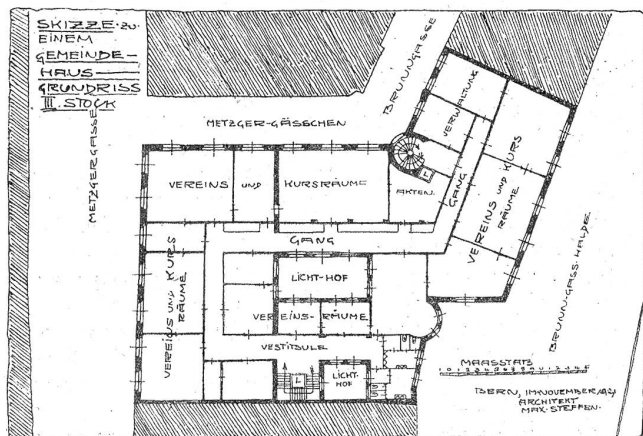 SKIZZE ZU
EINEM
GEMEINDE-
HAUS
GRUNDRISS
III. STOCK
METZGERGASSE
METZGER-GÄSSCHEN
BRUNNGASSE
VERWALTUNG
VEREINS UND KURSRÄUME
AKTEN.
L
GANG
VEREINS UND KURS
RÄUME
GANG
VEREINS UND KURS
RÄUME
LICHT-HOF
VEREINS-RÄUME
VESTIBULE
L
LICHT-
HOF
BRUNN-GASS-HALDE
MAASSTAB
BERN, IM NOVEMBER
ARCHITEKT
MAX STEFFEN.